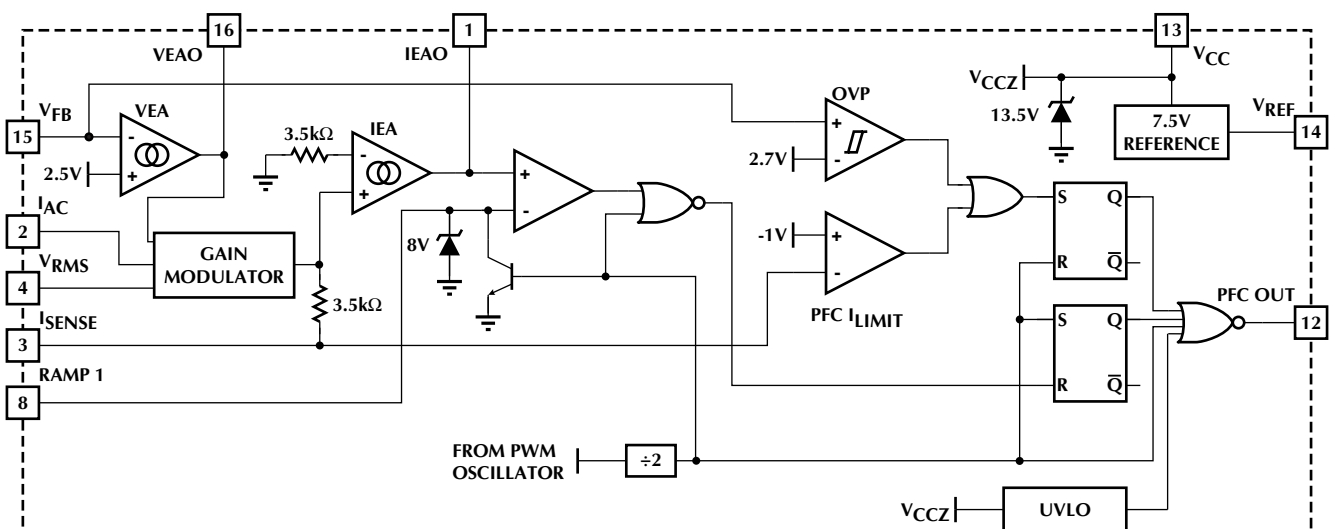 16
VEAO
1
IEAO
13
VCC
VCCZ
13.5V
7.5V
REFERENCE
VREF
14
15
VFB
VEA
-
+
2.5V
3.5kΩ
IEA
-
+
+
-
8V
OVP
+
-
2.7V
-1V
+
-
PFC ILIMIT
2
IAC
4
VRMS
GAIN
MODULATOR
3.5kΩ
3
ISENSE
8
RAMP 1
S
Q
R
Q̅
S
Q
R
Q̅
PFC OUT
12
FROM PWM
OSCILLATOR
÷2
VCCZ
UVLO